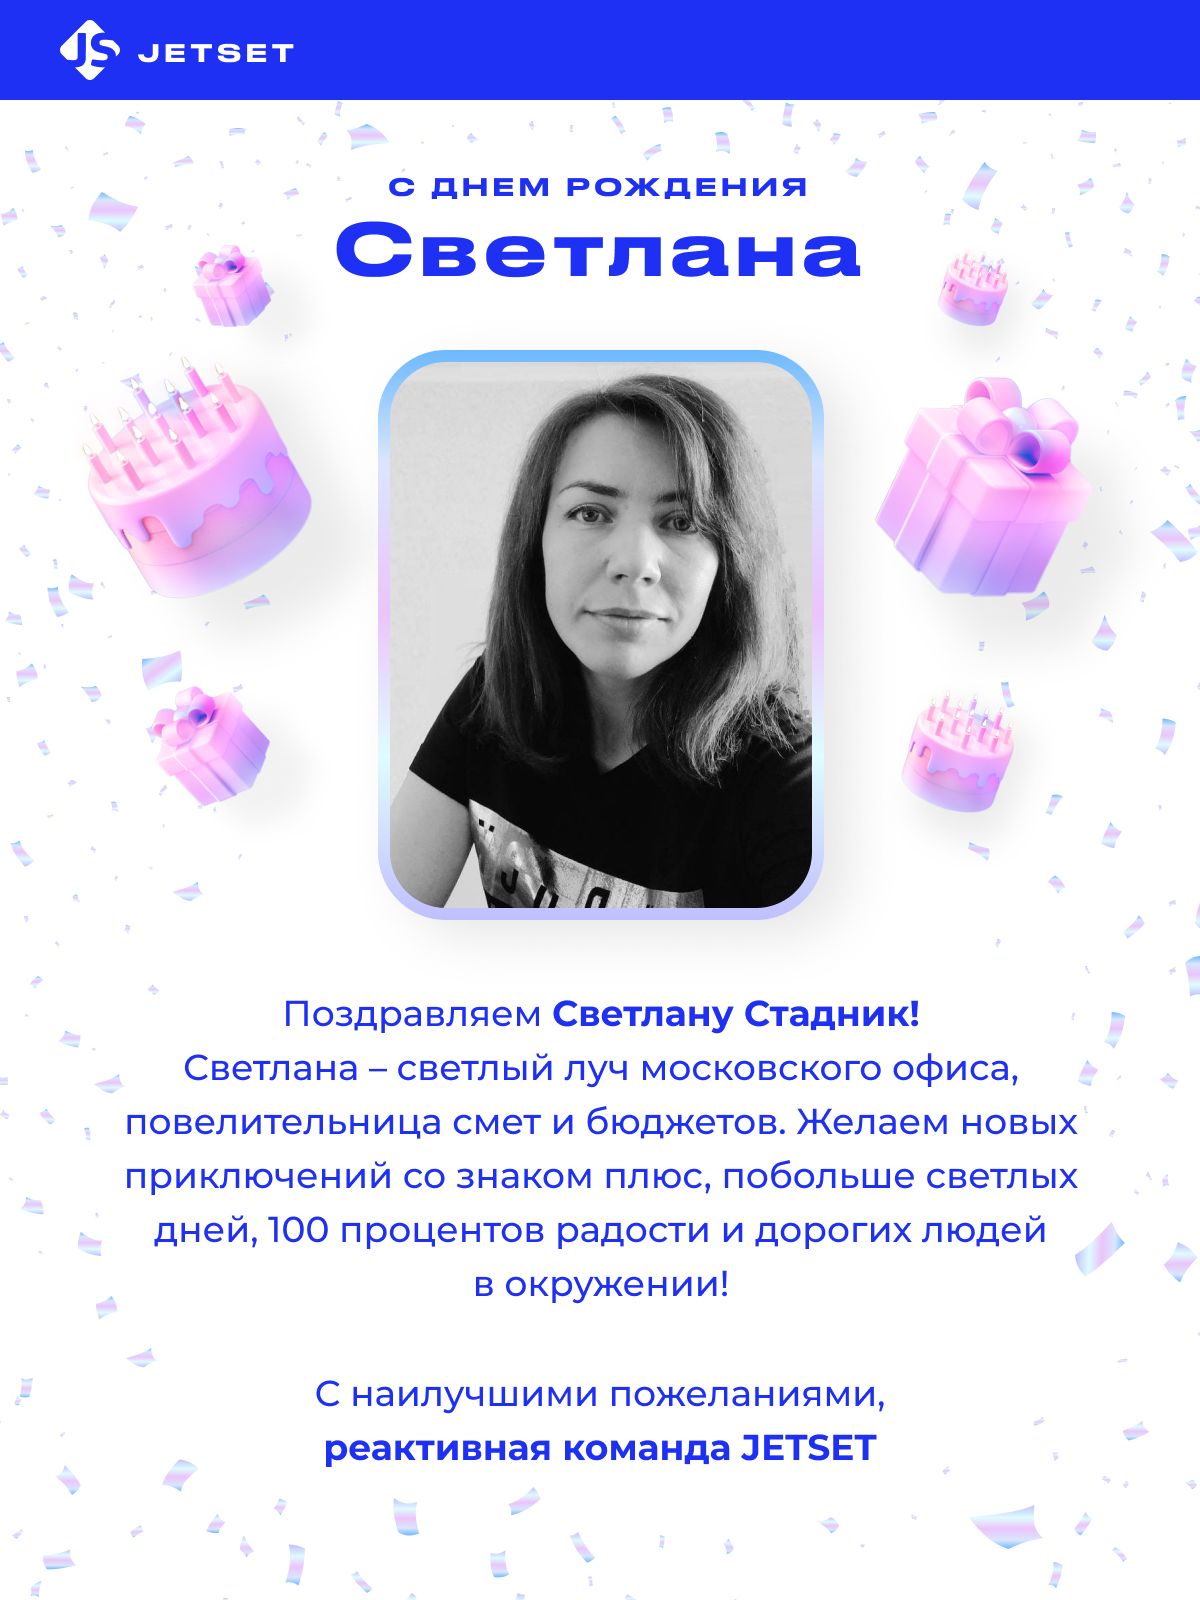 JS JETSET
С ДНЕМ РОЖДЕНИЯ
Светлана
Поздравляем Светлану Стадник!
Светлана – светлый луч московского офиса,
повелительница смет и бюджетов. Желаем новых
приключений со знаком плюс, побольше светлых
дней, 100 процентов радости и дорогих людей
в окружении!
С наилучшими пожеланиями,
реактивная команда JETSET